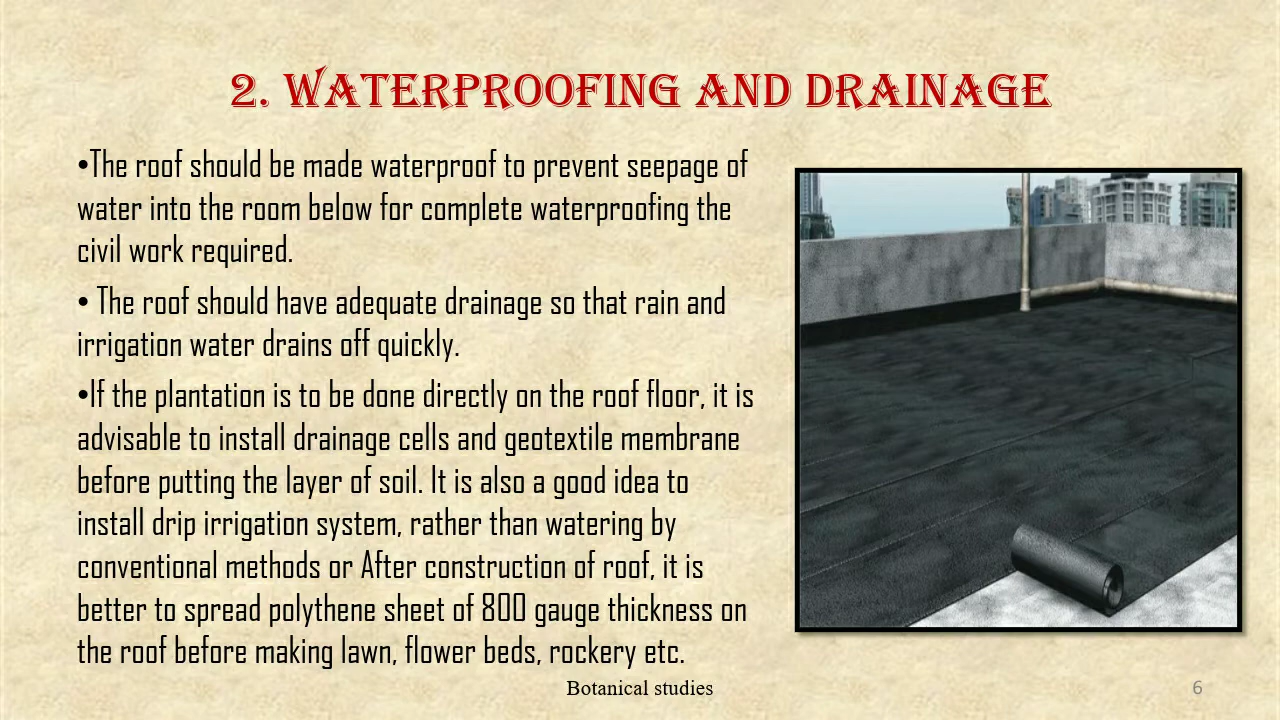 2. WATERPROOFING AND DRAINAGE
•The roof should be made waterproof to prevent seepage of
water into the room below for complete waterproofing the
civil work required.
• The roof should have adequate drainage so that rain and
irrigation water drains off quickly.
•If the plantation is to be done directly on the roof floor, it is
advisable to install drainage cells and geotextile membrane
before putting the layer of soil. It is also a good idea to
install drip irrigation system, rather than watering by
conventional methods or After construction of roof, it is
better to spread polythene sheet of 800 gauge thickness on
the roof before making lawn, flower beds, rockery etc.
Botanical studies
6